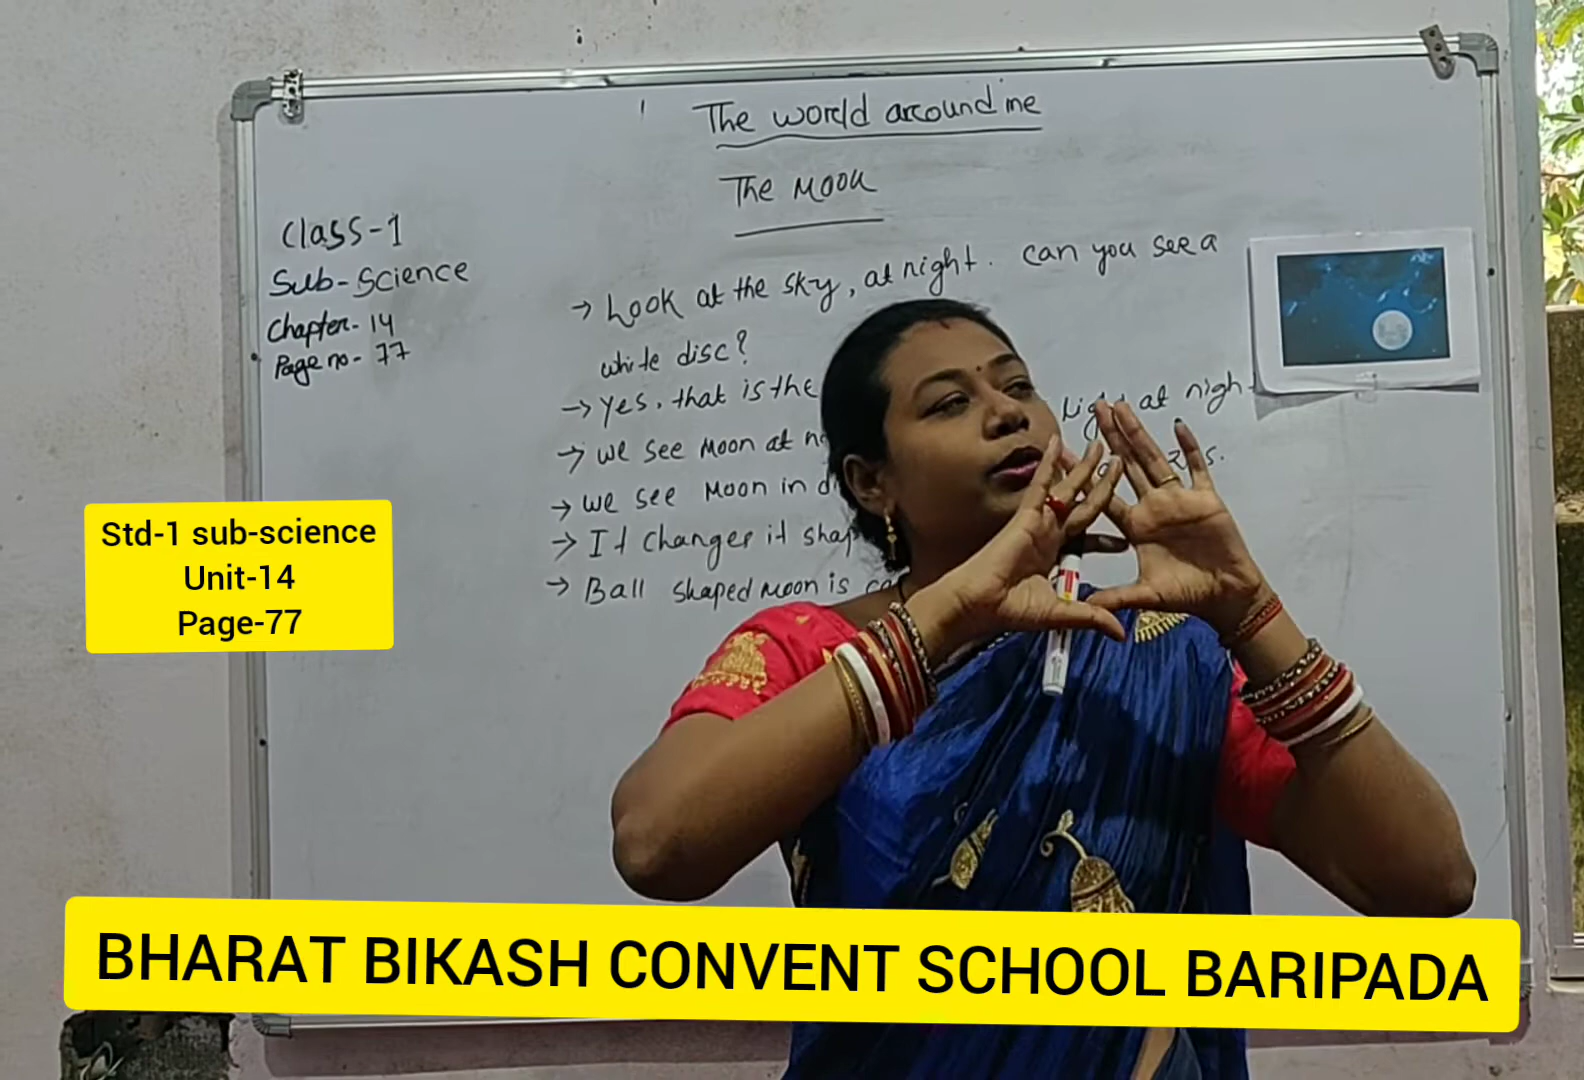 The world around me
The Moon
Class-1
Sub-Science
Chapter-14
Page no-77
→ Look at the sky, at night. Can you see a
white disc?
→ Yes, that is the Light at night
→ We see Moon at
→ We see Moon in
→ It changes it
→ Ball shaped moon is
Std-1 sub-science
Unit-14
Page-77
BHARAT BIKASH CONVENT SCHOOL BARIPADA